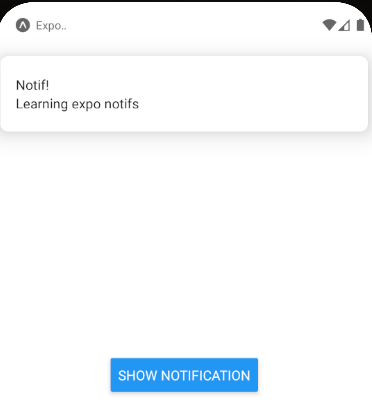 Expo..
Notif!
Learning expo notifs
SHOW NOTIFICATION